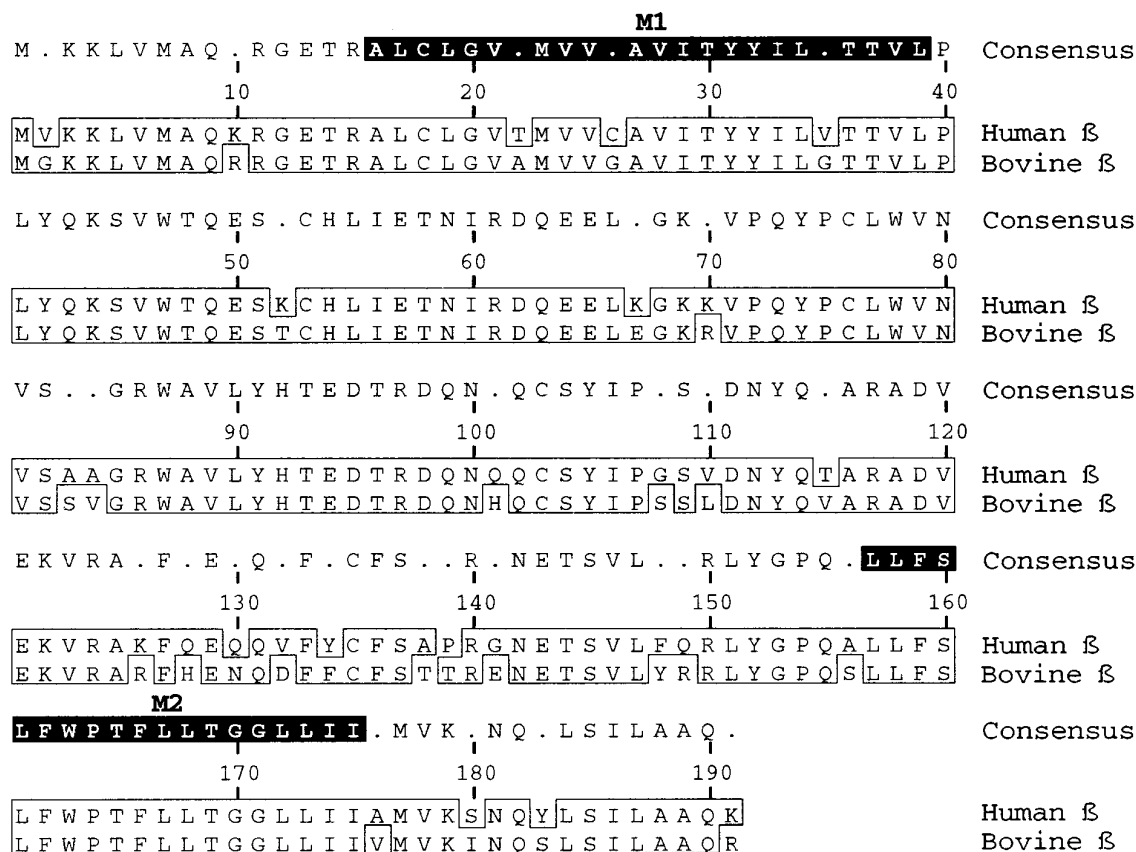 M1
M . K K L V M A Q . R G E T R A L C L G V . M V V . A V I T Y Y I L . T T V L P Consensus
10 20 30 40
M V K K L V M A Q K R G E T R A L C L G V T M V V C A V I T Y Y I L V T T V L P Human ß
M G K K L V M A Q R R G E T R A L C L G V A M V V G A V I T Y Y I L G T T V L P Bovine ß
L Y Q K S V W T Q E S . C H L I E T N I R D Q E E L . G K . V P Q Y P C L W V N Consensus
50 60 70 80
L Y Q K S V W T Q E S K C H L I E T N I R D Q E E L K G K K V P Q Y P C L W V N Human ß
L Y Q K S V W T Q E S T C H L I E T N I R D Q E E L E G K R V P Q Y P C L W V N Bovine ß
V S . . G R W A V L Y H T E D T R D Q N . Q C S Y I P . S . D N Y Q . A R A D V Consensus
90 100 110 120
V S A A G R W A V L Y H T E D T R D Q N Q Q C S Y I P G S V D N Y Q T A R A D V Human ß
V S S V G R W A V L Y H T E D T R D Q N H Q C S Y I P S S L D N Y Q V A R A D V Bovine ß
E K V R A . F . E . Q . F . C F S . . R . N E T S V L . . R L Y G P Q . L L F S Consensus
130 140 150 160
E K V R A K F Q E Q Q V F Y C F S A P R G N E T S V L F Q R L Y G P Q A L L F S Human ß
E K V R A R F H E N Q D F F C F S T T R E N E T S V L Y R R L Y G P Q S L L F S Bovine ß
M2
L F W P T F L L T G G L L I I . M V K . N Q . L S I L A A Q . Consensus
170 180 190
L F W P T F L L T G G L L I I A M V K S N Q Y L S I L A A Q K Human ß
L F W P T F L L T G G L L I I V M V K I N Q S L S I L A A Q R Bovine ß